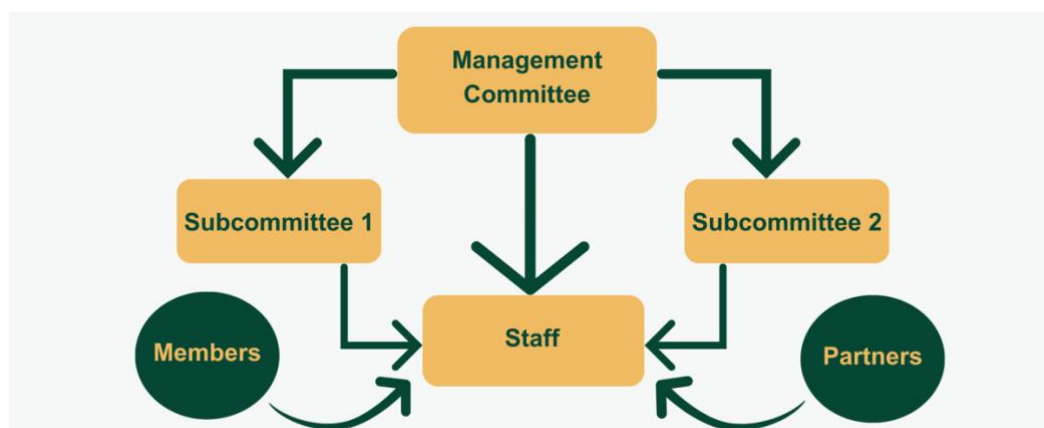 Management
Committee
Subcommittee 1
Subcommittee 2
Members
Staff
Partners